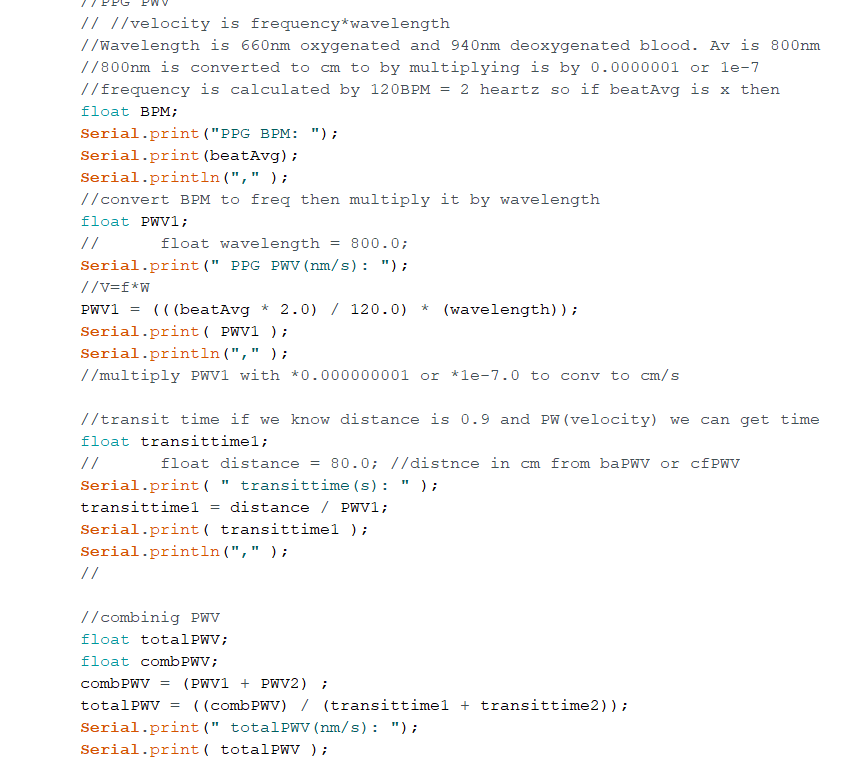 //PPG PWV
// //velocity is frequency*wavelength
//Wavelength is 660nm oxygenated and 940nm deoxygenated blood. Av is 800nm
//800nm is converted to cm to by multiplying is by 0.0000001 or 1e-7
//frequency is calculated by 120BPM = 2 heartz so if beatAvg is x then
float BPM;
Serial.print("PPG BPM: ");
Serial.print(beatAvg);
Serial.println("," );
//convert BPM to freq then multiply it by wavelength
float PWV1;
//      float wavelength = 800.0;
Serial.print(" PPG PWV(nm/s): ");
//V=f*W
PWV1 = (((beatAvg * 2.0) / 120.0) * (wavelength));
Serial.print( PWV1 );
Serial.println("," );
//multiply PWV1 with *0.000000001 or *1e-7.0 to conv to cm/s
//transit time if we know distance is 0.9 and PW(velocity) we can get time
float transittime1;
//      float distance = 80.0; //distnce in cm from baPWV or cfPWV
Serial.print( " transittime(s): " );
transittime1 = distance / PWV1;
Serial.print( transittime1 );
Serial.println("," );
//
//combinig PWV
float totalPWV;
float combPWV;
combPWV = (PWV1 + PWV2) ;
totalPWV = ((combPWV) / (transittime1 + transittime2));
Serial.print(" totalPWV(nm/s): ");
Serial.print( totalPWV );